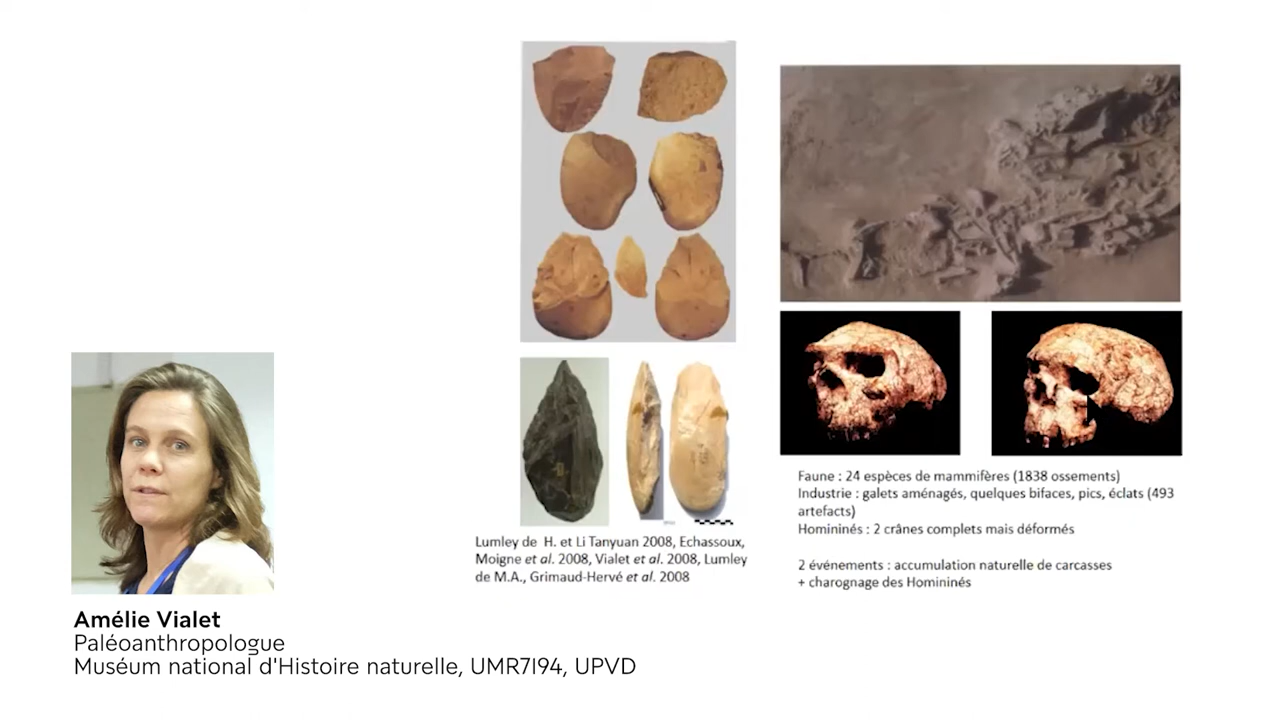 Lumley de H. et Li Tanyuan 2008, Echassoux,
Moigne et al. 2008, Vialet et al. 2008, Lumley
de M.A., Grimaud-Hervé et al. 2008
Faune : 24 espèces de mammifères (1838 ossements)
Industrie : galets aménagés, quelques bifaces, pics, éclats (493
artefacts)
Homininés : 2 crânes complets mais déformés
2 événements : accumulation naturelle de carcasses
+ charognage des Homininés
Amélie Vialet
Paléoanthropologue
Muséum national d'Histoire naturelle, UMR7194, UPVD